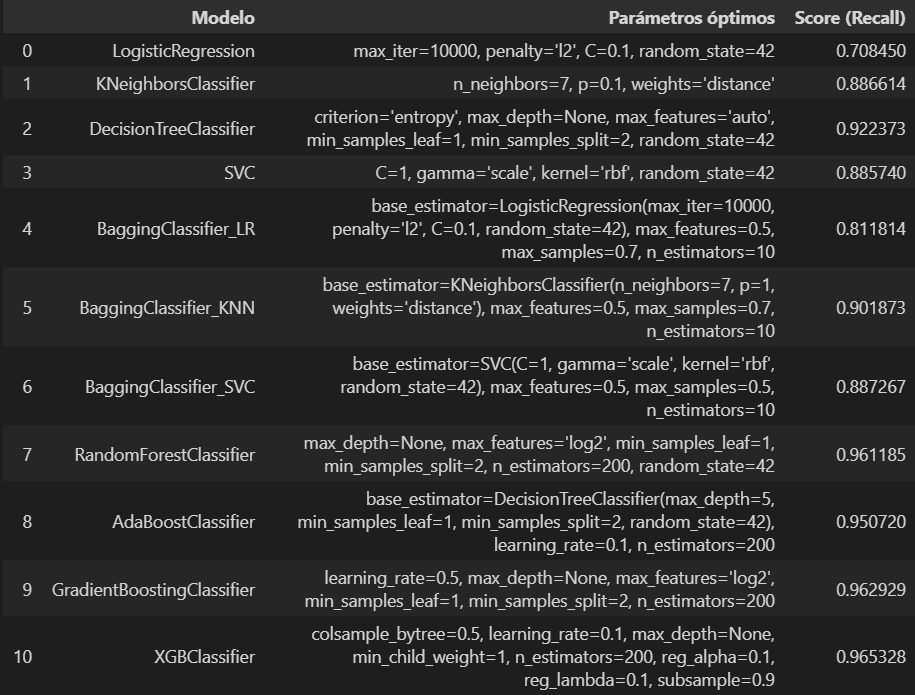 Modelo Parámetros óptimos Score (Recall)
0 LogisticRegression max_iter=10000, penalty='l2', C=0.1, random_state=42 0.708450
1 KNeighborsClassifier n_neighbors=7, p=0.1, weights='distance' 0.886614
2 DecisionTreeClassifier criterion='entropy', max_depth=None, max_features='auto', 0.922373
min_samples_leaf=1, min_samples_split=2, random_state=42
3 SVC C=1, gamma='scale', kernel='rbf', random_state=42 0.885740
4 BaggingClassifier_LR base_estimator=LogisticRegression(max_iter=10000, 0.811814
penalty='l2', C=0.1, random_state=42), max_features=0.5,
max_samples=0.7, n_estimators=10
5 BaggingClassifier_KNN base_estimator=KNeighborsClassifier(n_neighbors=7, p=1, 0.901873
weights='distance'), max_features=0.5, max_samples=0.7,
n_estimators=10
6 BaggingClassifier_SVC base_estimator=SVC(C=1, gamma='scale', kernel='rbf', 0.887267
random_state=42), max_features=0.5, max_samples=0.5,
n_estimators=10
7 RandomForestClassifier max_depth=None, max_features='log2', min_samples_leaf=1, 0.961185
min_samples_split=2, n_estimators=200, random_state=42
8 AdaBoostClassifier base_estimator=DecisionTreeClassifier(max_depth=5, 0.950720
min_samples_leaf=1, min_samples_split=2, random_state=42),
learning_rate=0.1, n_estimators=200
9 GradientBoostingClassifier learning_rate=0.5, max_depth=None, max_features='log2', 0.962929
min_samples_leaf=1, min_samples_split=2, n_estimators=200
10 XGBClassifier colsample_bytree=0.5, learning_rate=0.1, max_depth=None, 0.965328
min_child_weight=1, n_estimators=200, reg_alpha=0.1,
reg_lambda=0.1, subsample=0.9